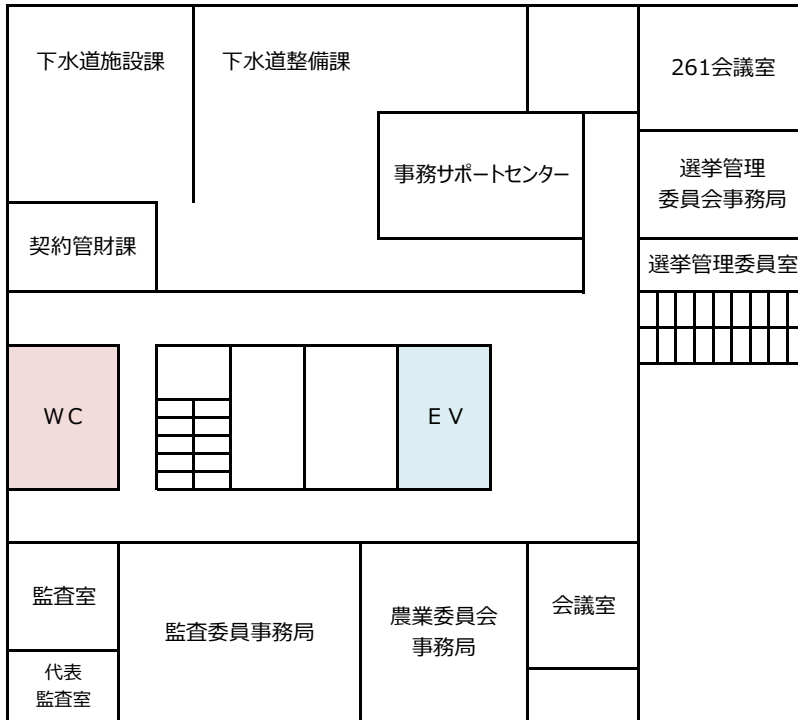 下水道施設課
下水道整備課
261会議室
事務サポートセンター
選挙管理
委員会事務局
契約管財課
選挙管理委員室
WC
EV
監査室
監査委員事務局
農業委員会
事務局
会議室
代表
監査室